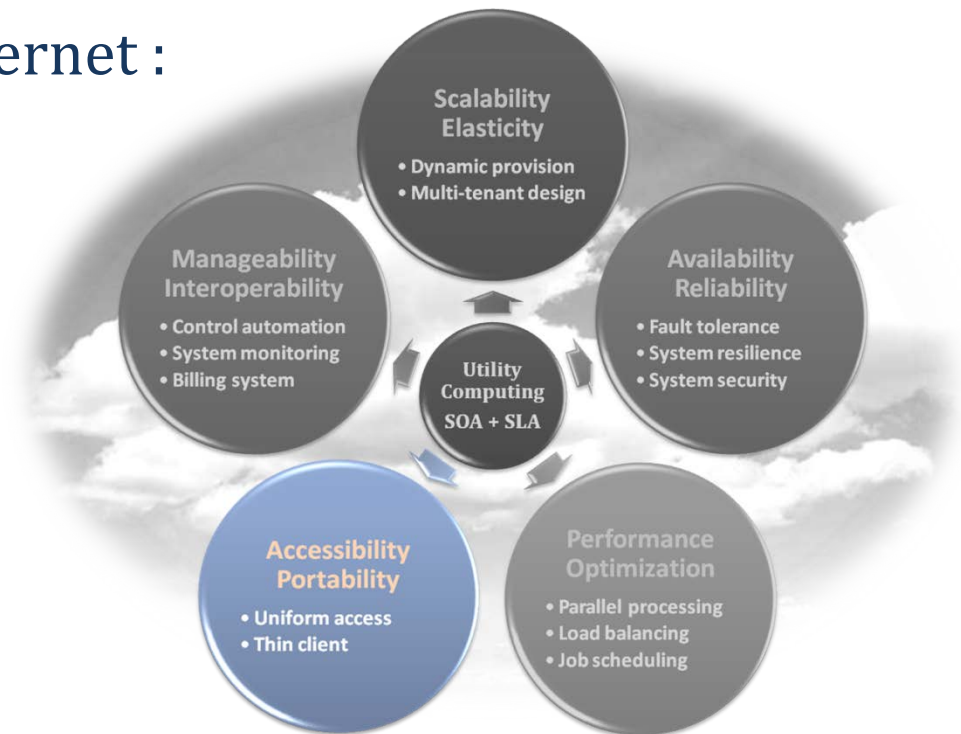 ernet :
Scalability
Elasticity
• Dynamic provision
• Multi-tenant design
Manageability
Interoperability
• Control automation
• System monitoring
• Billing system
Availability
Reliability
• Fault tolerance
• System resilience
• System security
Utility
Computing
SOA + SLA
Accessibility
Portability
• Uniform access
• Thin client
Performance
Optimization
• Parallel processing
• Load balancing
• Job scheduling